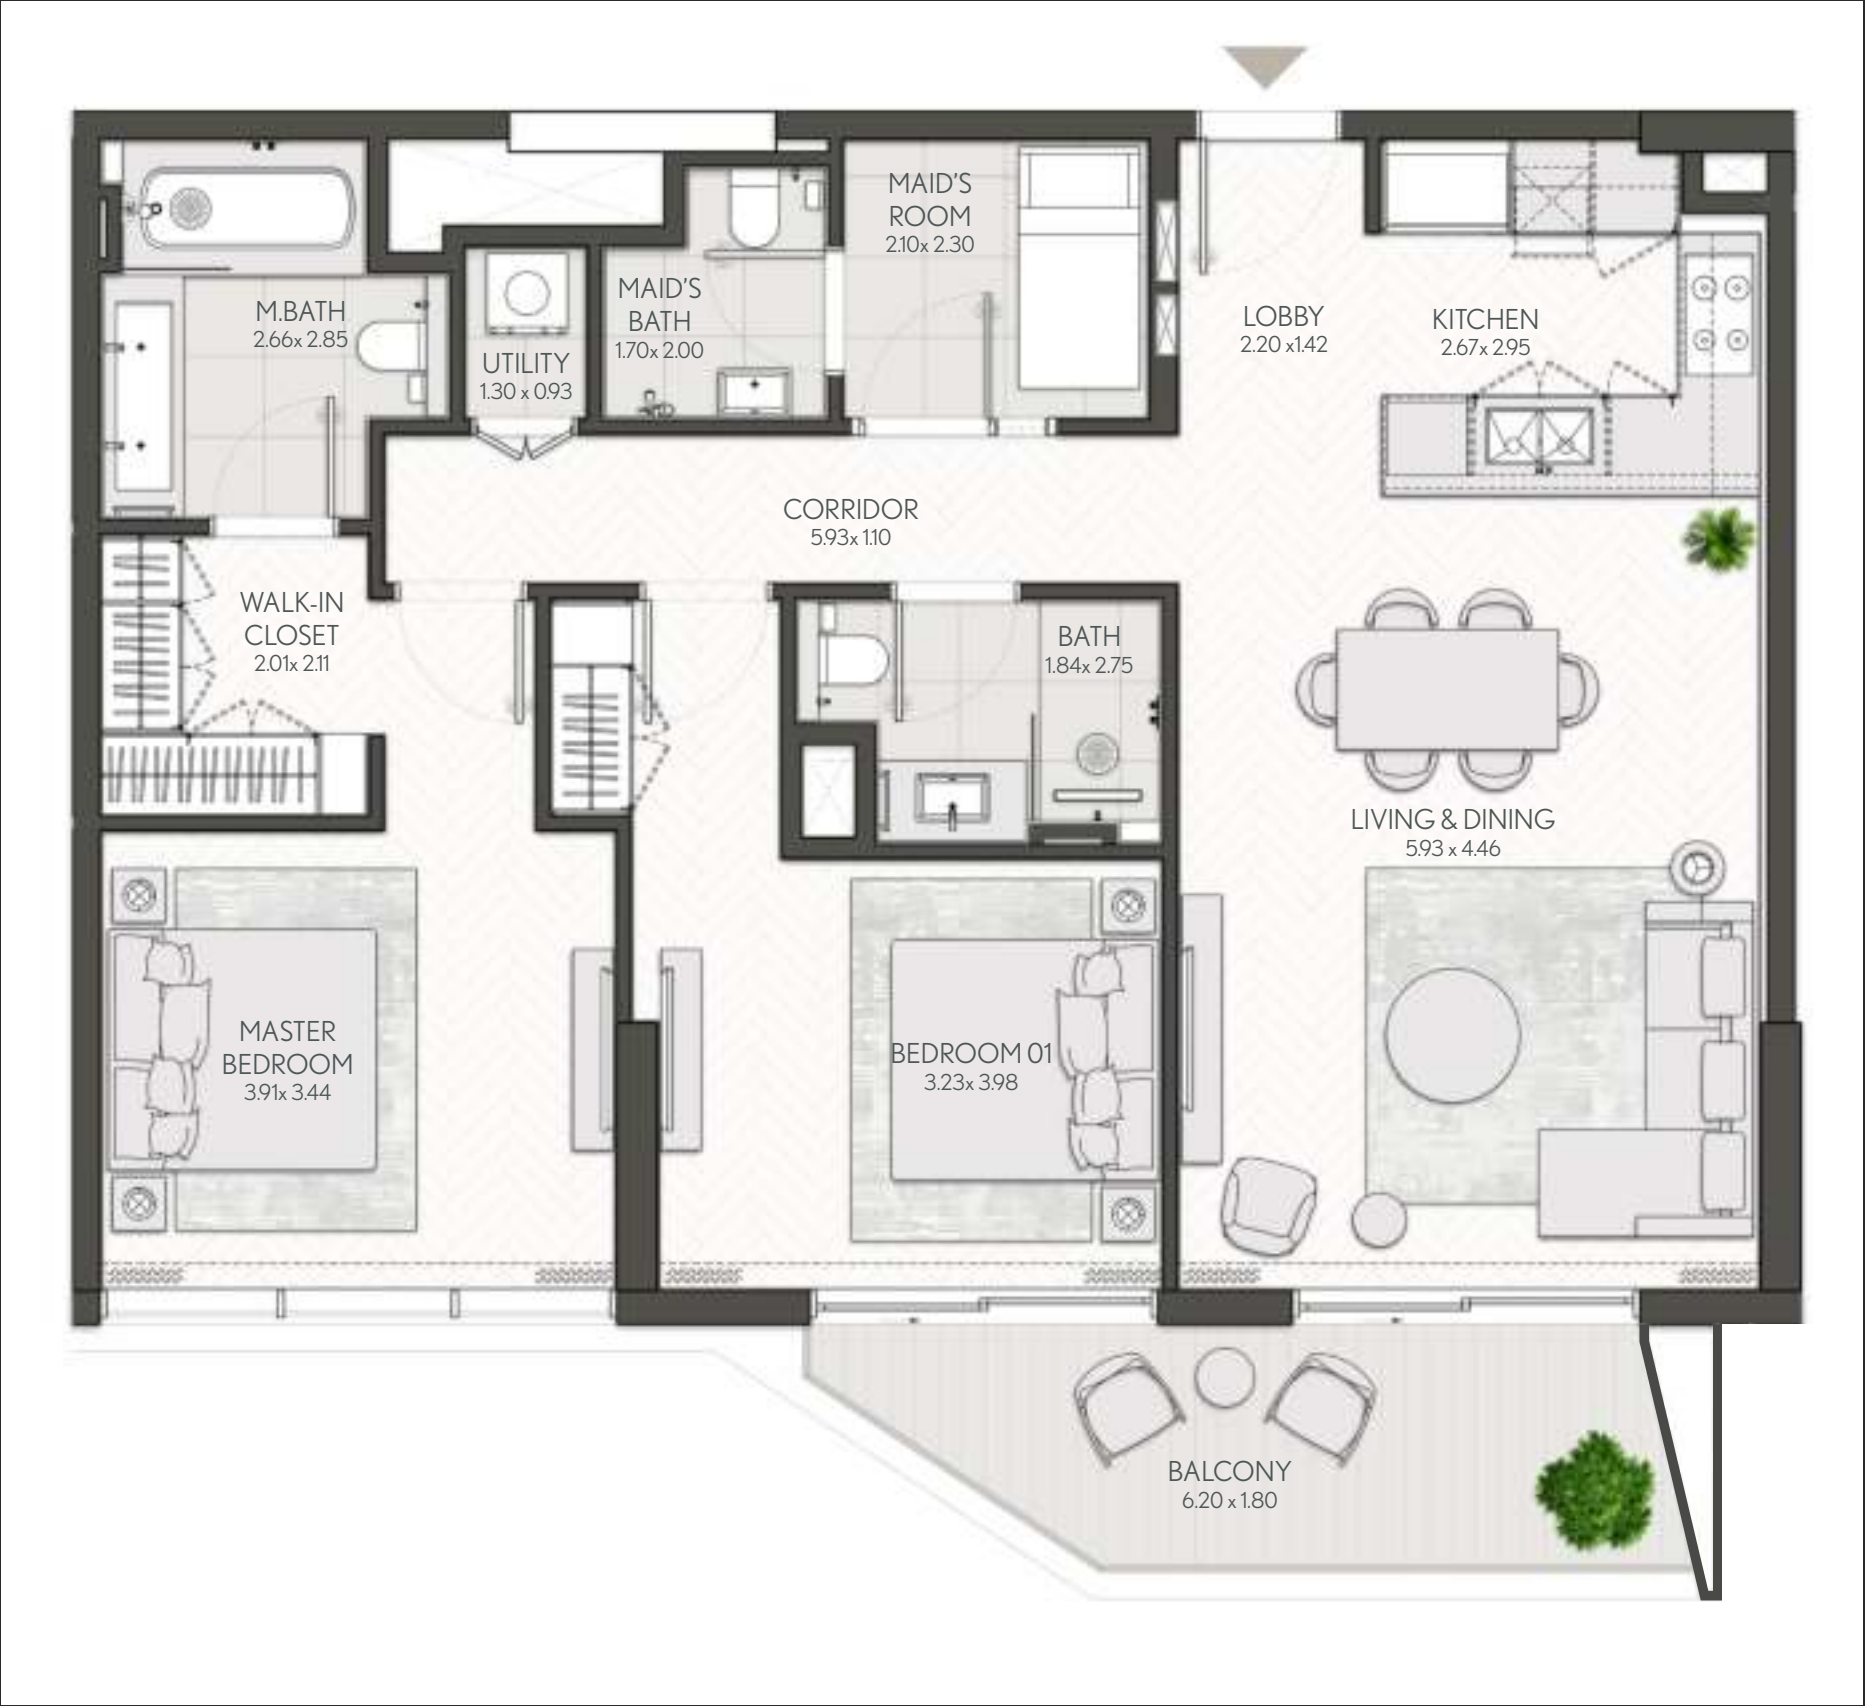 MAID'S
ROOM
2.10x 2.30
MAID'S
BATH
1.70x 2.00
M.BATH
2.66x 2.85
UTILITY
1.30 x 0.93
LOBBY
2.20 x1.42
KITCHEN
2.67x 2.95
CORRIDOR
5.93x 1.10
WALK-IN
CLOSET
2.01x 2.11
BATH
1.84x 2.75
LIVING & DINING
5.93 x 4.46
MASTER
BEDROOM
3.91x 3.44
BEDROOM 01
3.23x 3.98
BALCONY
6.20 x 1.80